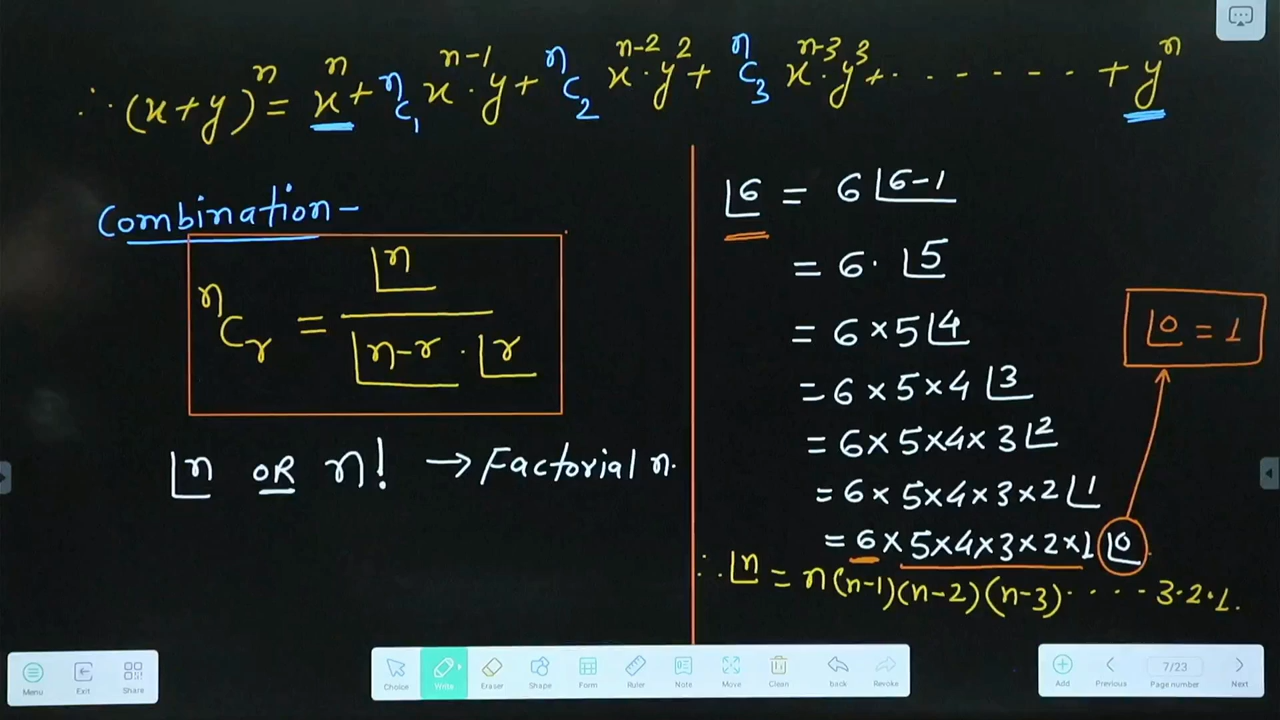 ∴ (x+y)ⁿ = xⁿ + ⁿC₁ xⁿ⁻¹·y + ⁿC₂ xⁿ⁻²·y² + ⁿC₃ xⁿ⁻³·y³ + · · · · · · · + yⁿ
Combination-
ⁿCᵣ = |n / |n-r · |r
|n OR n! → Factorial n.
|6 = 6 |6-1
= 6· |5
= 6×5 |4
= 6×5×4 |3
= 6×5×4×3 |2
= 6×5×4×3×2 |1
= 6×5×4×3×2×1 |0
|0 = 1
∴ |n = n(n-1)(n-2)(n-3)· · · · · 3·2·1.
Menu Exit Share
Choice Write Eraser Shape Form Ruler Note Move Clean back Revoke
Add Previous 7/23 Page number Next